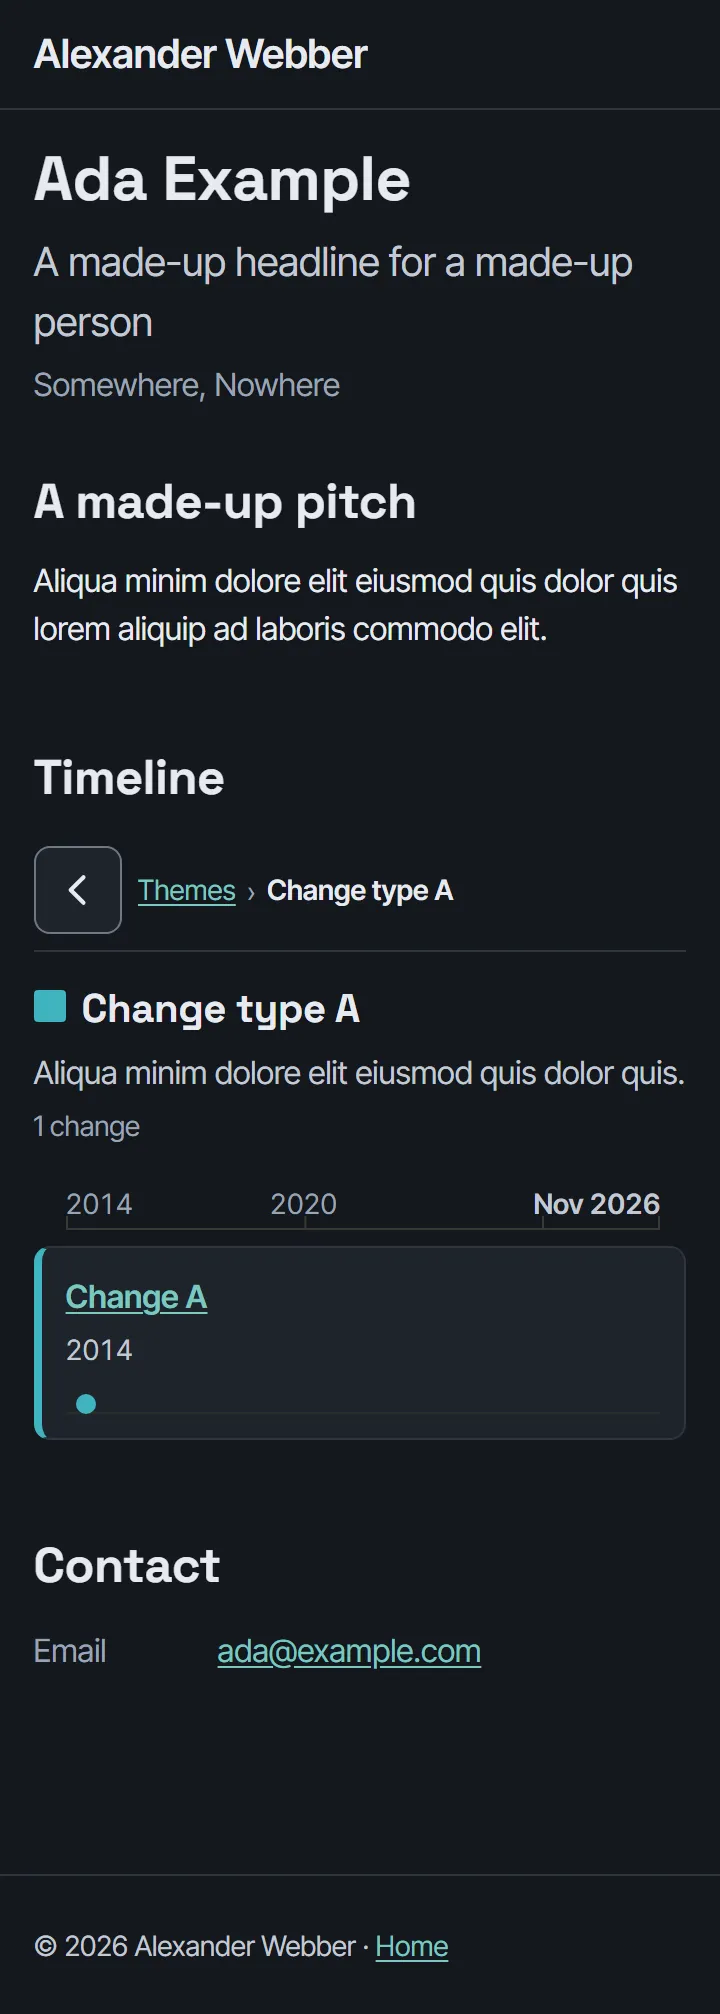 Alexander Webber
Ada Example
A made-up headline for a made-up
person
Somewhere, Nowhere
A made-up pitch
Aliqua minim dolore elit eiusmod quis dolor quis
lorem aliquip ad laboris commodo elit.
Timeline
Themes › Change type A
Change type A
Aliqua minim dolore elit eiusmod quis dolor quis.
1 change
2014 2020 Nov 2026
Change A
2014
Contact
Email ada@example.com
© 2026 Alexander Webber · Home